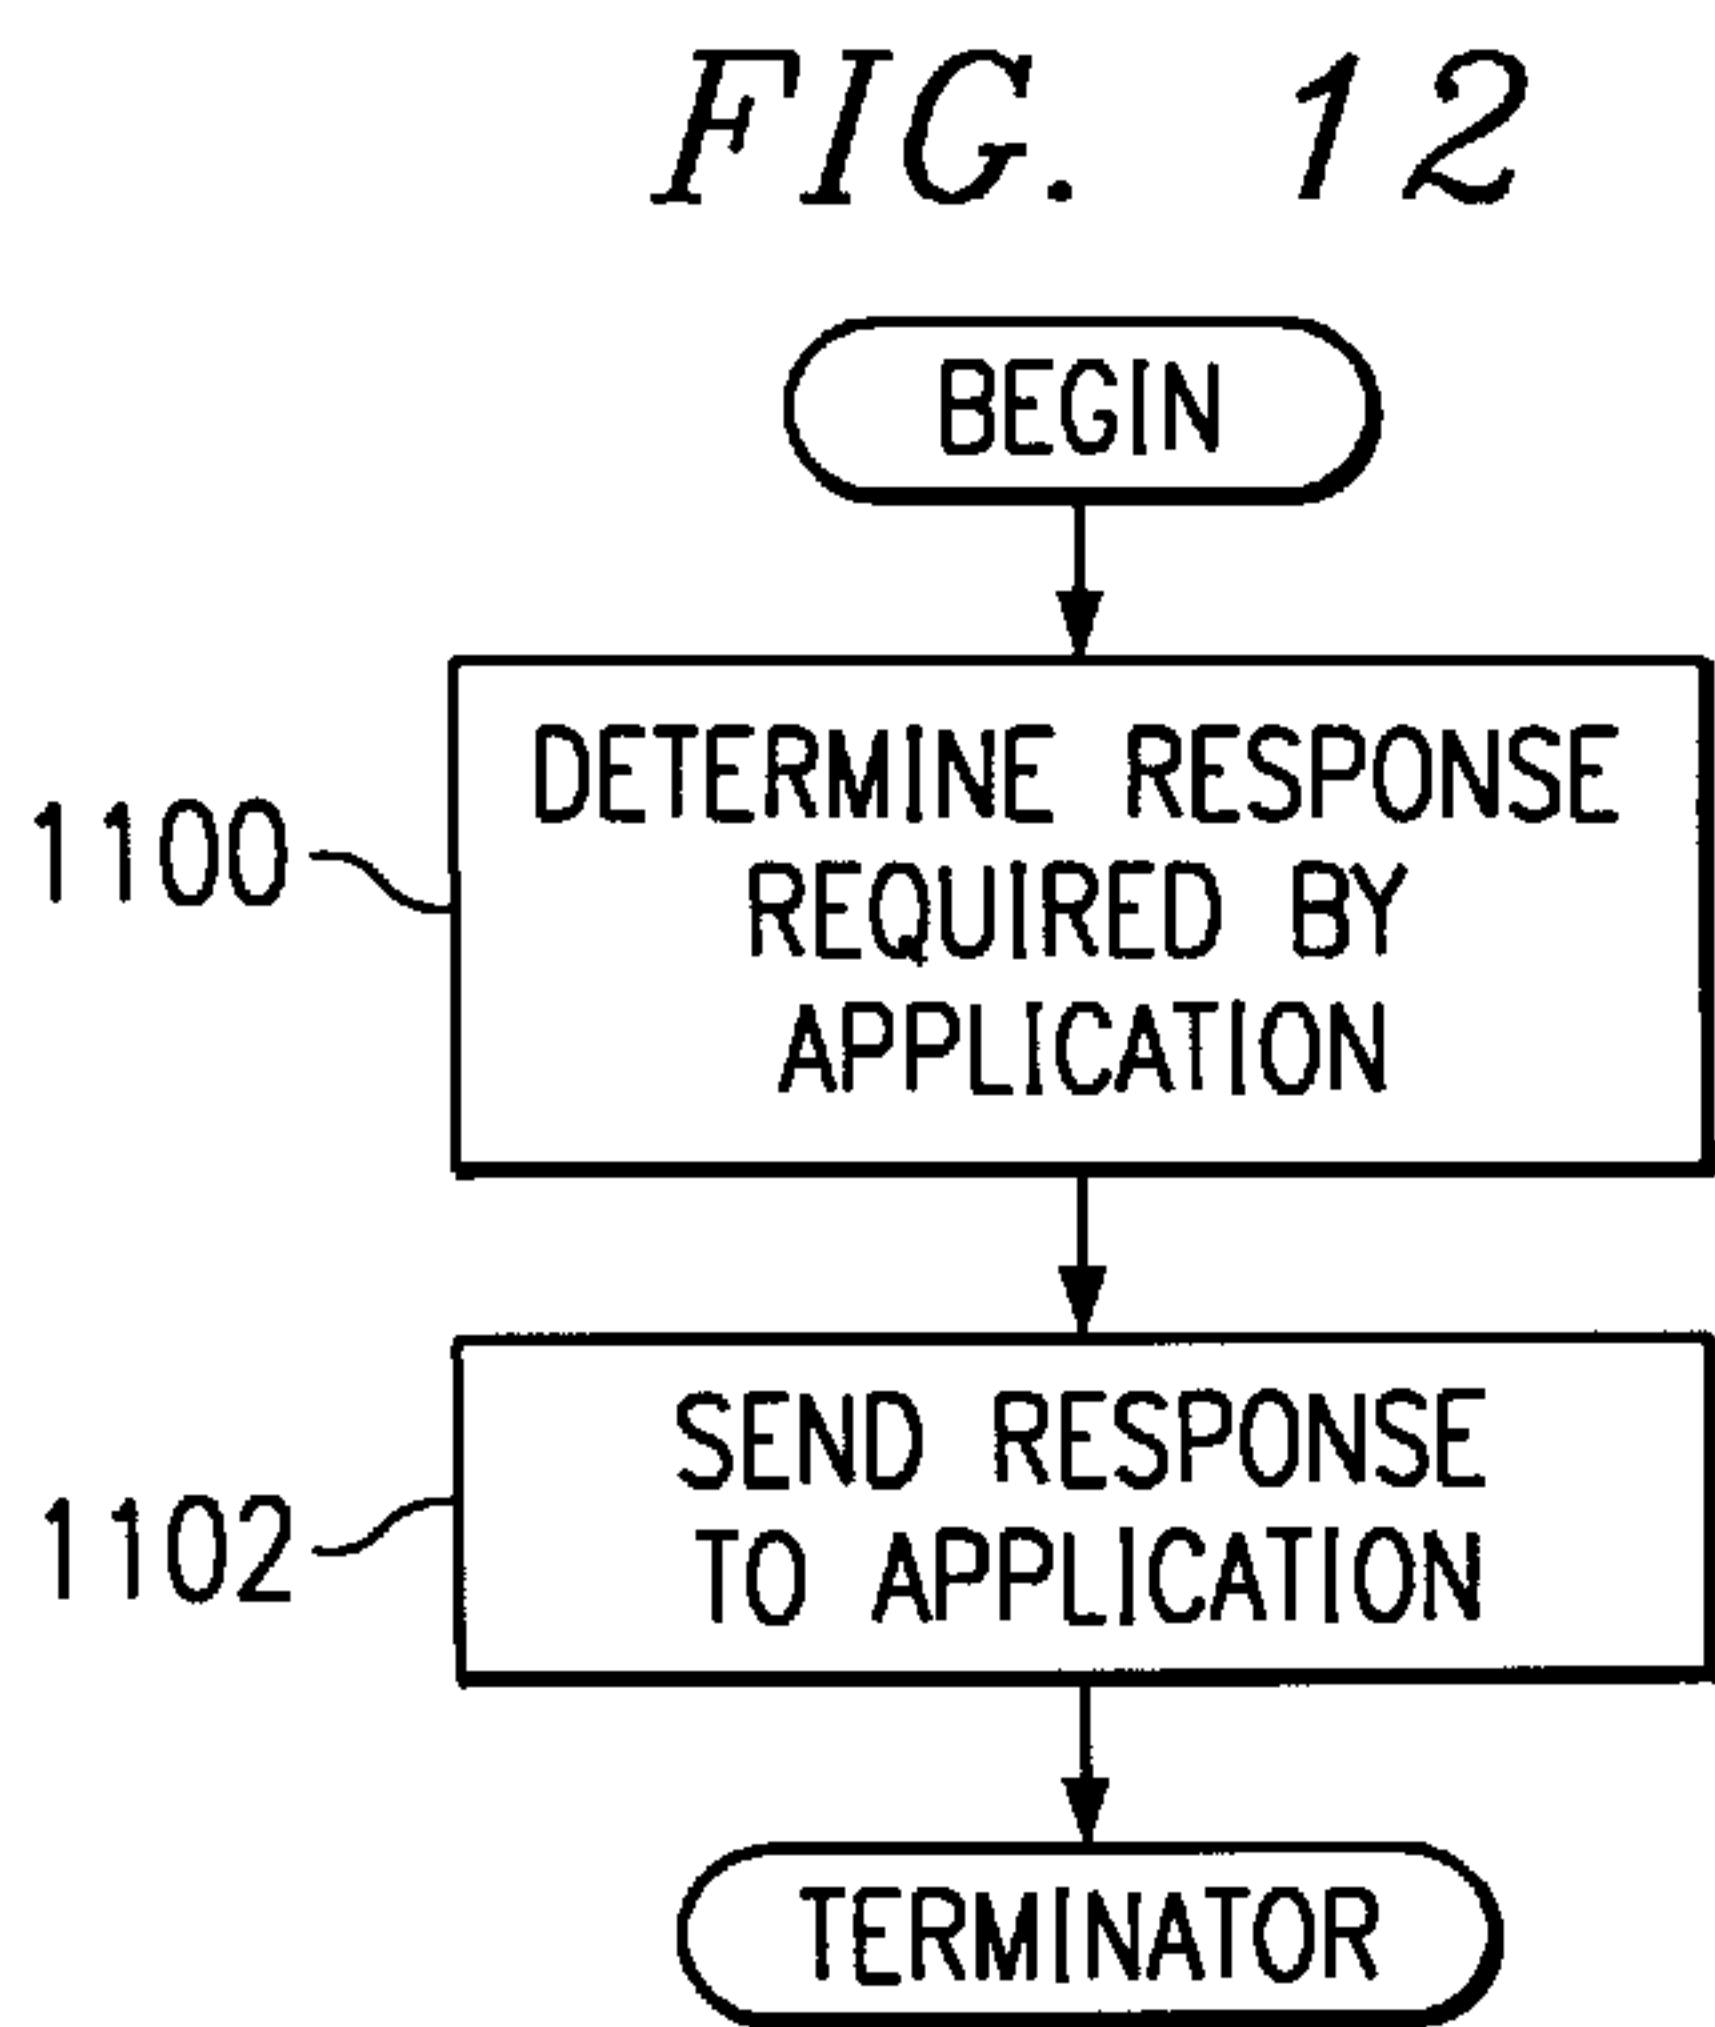 FIG. 12
BEGIN
1100
DETERMINE RESPONSE
REQUIRED BY
APPLICATION
1102
SEND RESPONSE
TO APPLICATION
TERMINATOR